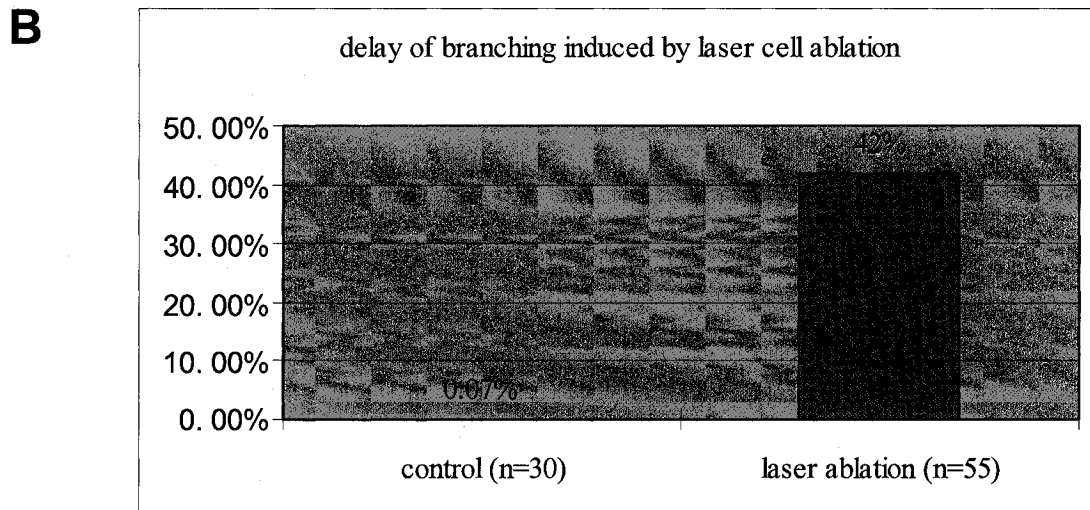 B
delay of branching induced by laser cell ablation
50. 00%
42%
40. 00%
30. 00%
20. 00%
10. 00%
0.07%
0. 00%
control (n=30)
laser ablation (n=55)